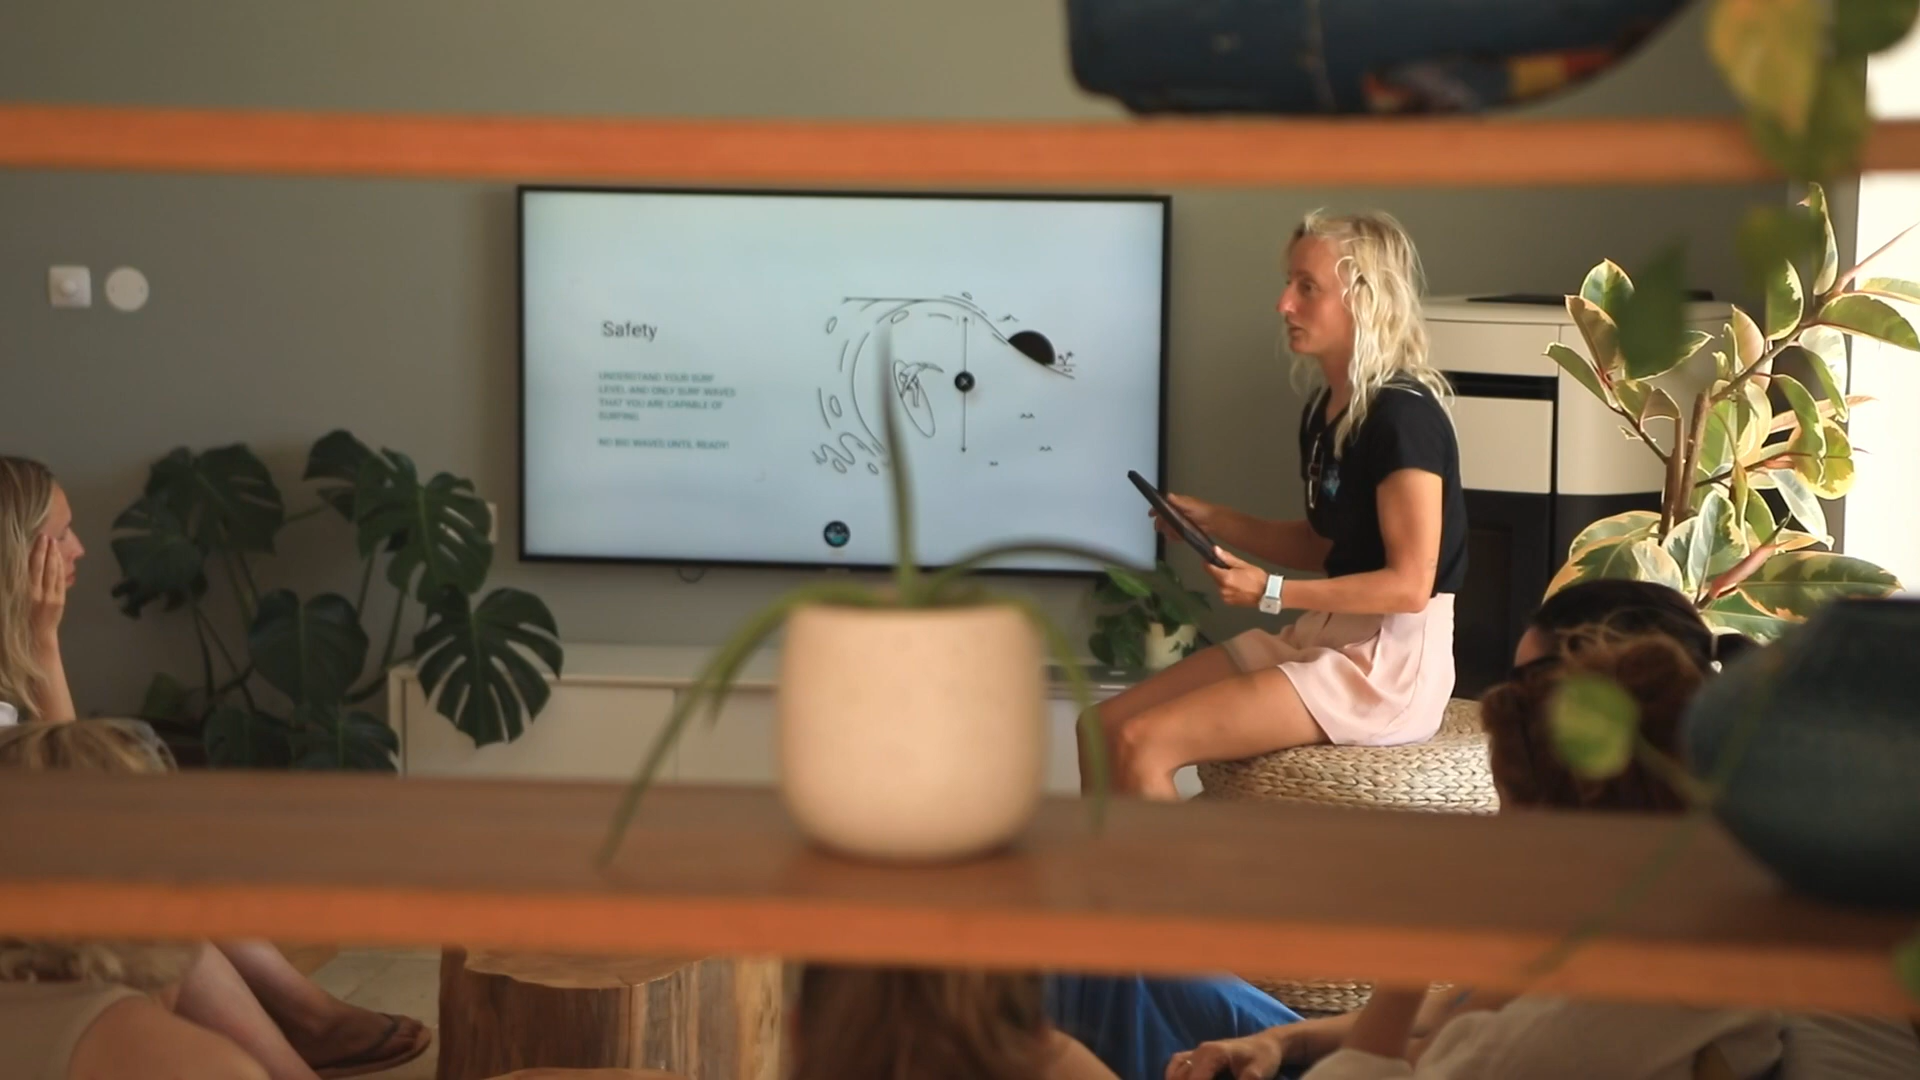 Safety
UNDERSTAND YOUR SURF
LEVEL AND ONLY SURF WAVES
THAT YOU ARE CAPABLE OF
SURFING.
NO BIG WAVES UNTIL READY!